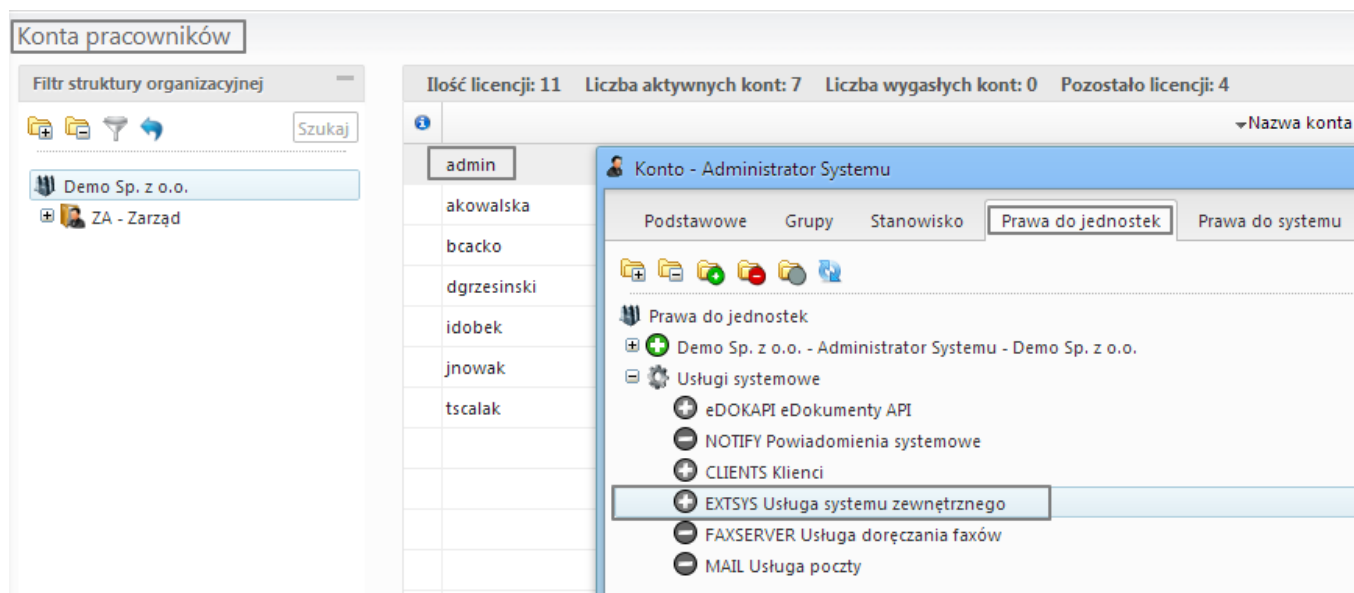 Konta pracowników
Filtr struktury organizacyjnej
Szukaj
Demo Sp. z o.o.
ZA - Zarząd
Ilość licencji: 11 Liczba aktywnych kont: 7 Liczba wygasłych kont: 0 Pozostało licencji: 4
Nazwa konta
admin
akowalska
bcacko
dgrzesinski
idobek
jnowak
tscalak
Konto - Administrator Systemu
Podstawowe Grupy Stanowisko Prawa do jednostek Prawa do systemu
Prawa do jednostek
Demo Sp. z o.o. - Administrator Systemu - Demo Sp. z o.o.
Usługi systemowe
eDOKAPI eDokumenty API
NOTIFY Powiadomienia systemowe
CLIENTS Klienci
EXTSYS Usługa systemu zewnętrznego
FAXSERVER Usługa doręczania faxów
MAIL Usługa poczty